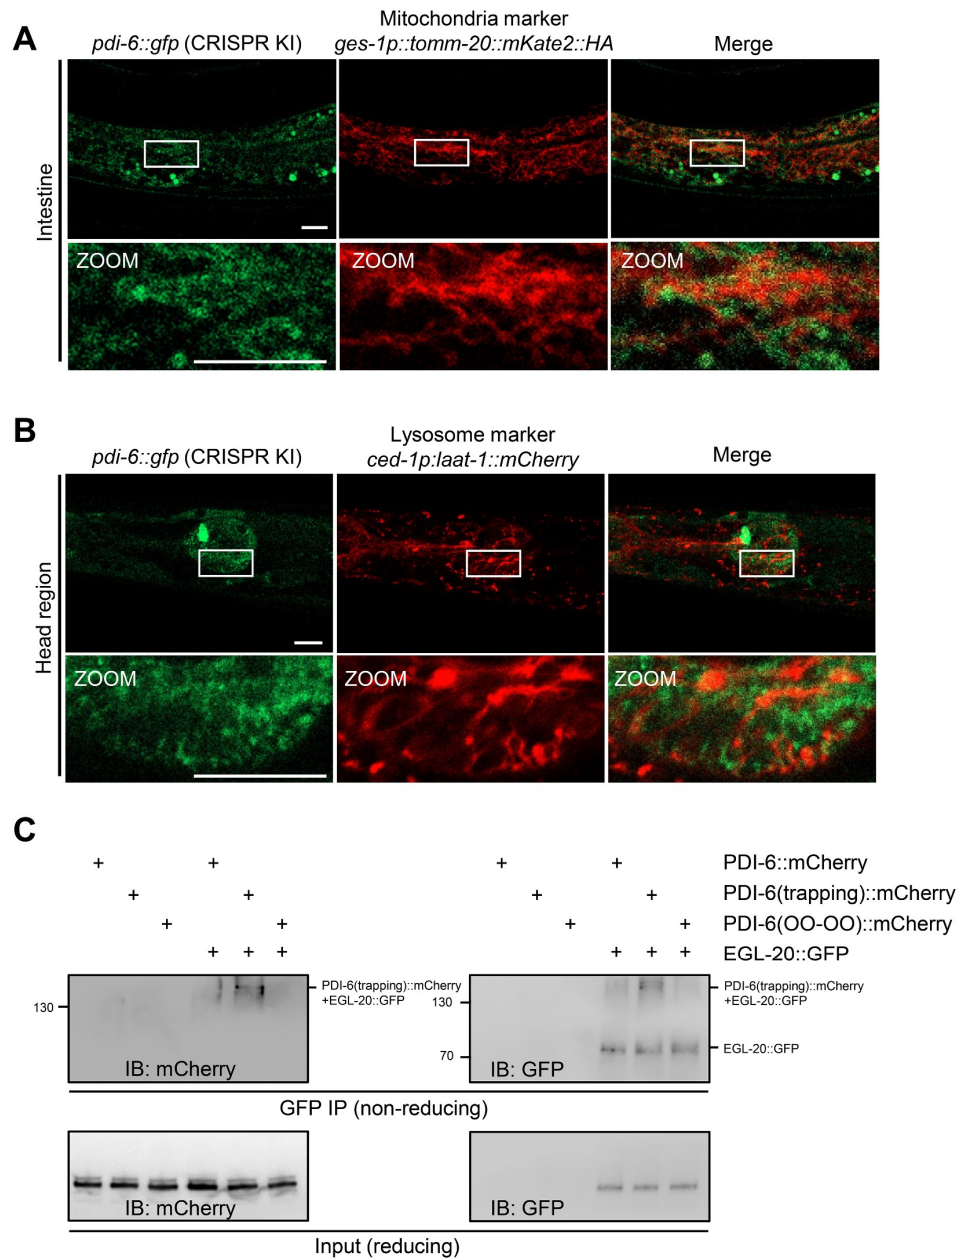 A
Mitochondria marker
pdi-6::gfp (CRISPR KI)
ges-1p::tomm-20::mKate2::HA
Merge
Intestine
ZOOM
ZOOM
ZOOM
B
Lysosome marker
pdi-6::gfp (CRISPR KI)
ced-1p:laat-1::mCherry
Merge
Head region
ZOOM
ZOOM
ZOOM
C
+ + + + PDI-6::mCherry
+ + + + PDI-6(trapping)::mCherry
+ + + + PDI-6(OO-OO)::mCherry
+ + + + + + EGL-20::GFP
130
PDI-6(trapping)::mCherry
+EGL-20::GFP
IB: mCherry
130
70
PDI-6(trapping)::mCherry
+EGL-20::GFP
EGL-20::GFP
IB: GFP
GFP IP (non-reducing)
IB: mCherry
IB: GFP
Input (reducing)